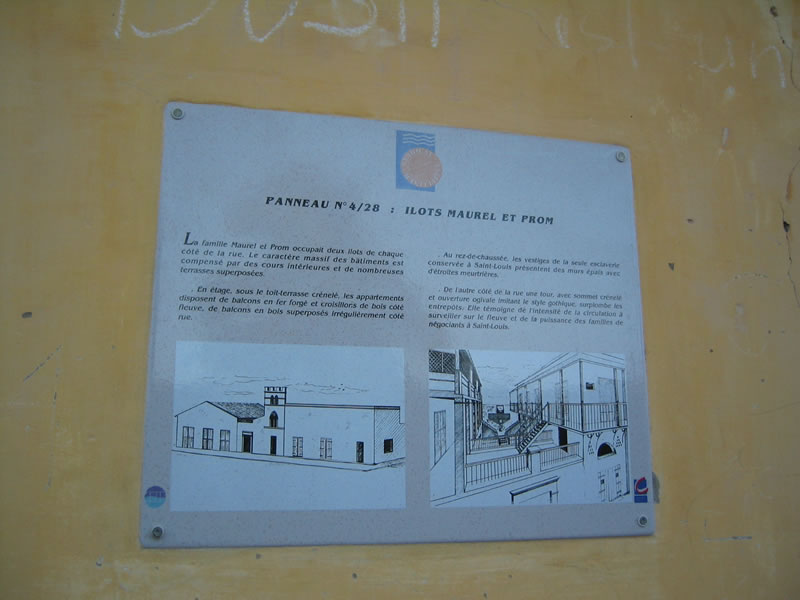 BUSH
PANNEAU N° 4/28 : ILOTS MAUREL ET PROM
La famille Maurel et Prom occupait deux ilots de chaque
côté de la rue. Le caractère massif des bâtiments est
compensé par des cours intérieures et de nombreuses
terrasses superposées.
. En étage, sous le toit-terrasse crénelé, les appartements
disposent de balcons en fer forgé et croisillons de bois côté
fleuve, de balcons en bois superposés irrégulièrement côté
rue.
. Au rez-de-chaussée, les vestiges de la seule esclaverie
conservée à Saint-Louis présentent des murs épais avec
d'étroites meurtrières.
. De l'autre côté de la rue une tour, avec sommet crénelé
et ouverture ogivale imitant le style gothique, surplombe les
entrepôts. Elle témoigne de l'intensité de la circulation à
surveiller sur le fleuve et de la puissance des familles de
négociants à Saint-Louis.